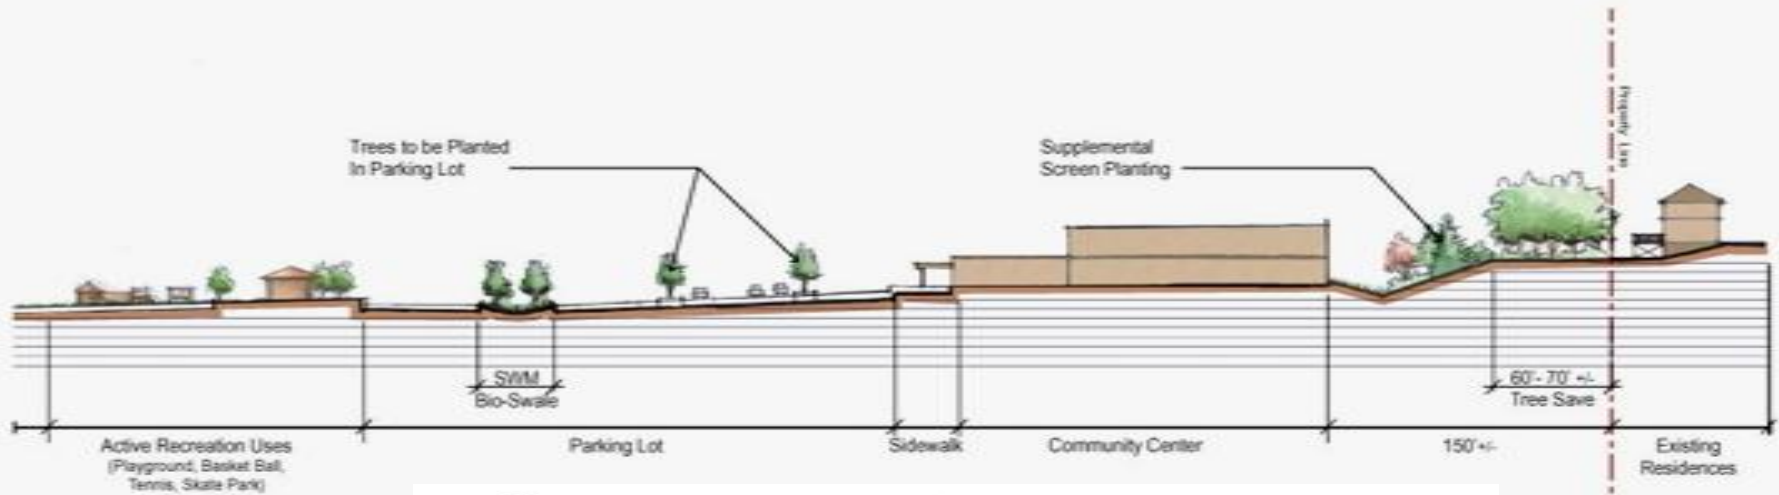 Property Line
Trees to be Planted
In Parking Lot
Supplemental
Screen Planting
SWM
Bio-Swale
60'- 70' +/-
Tree Save
Active Recreation Uses
(Playground, Basket Ball,
Tennis, Skate Park)
Parking Lot
Sidewalk
Community Center
150'+/-
Existing
Residences